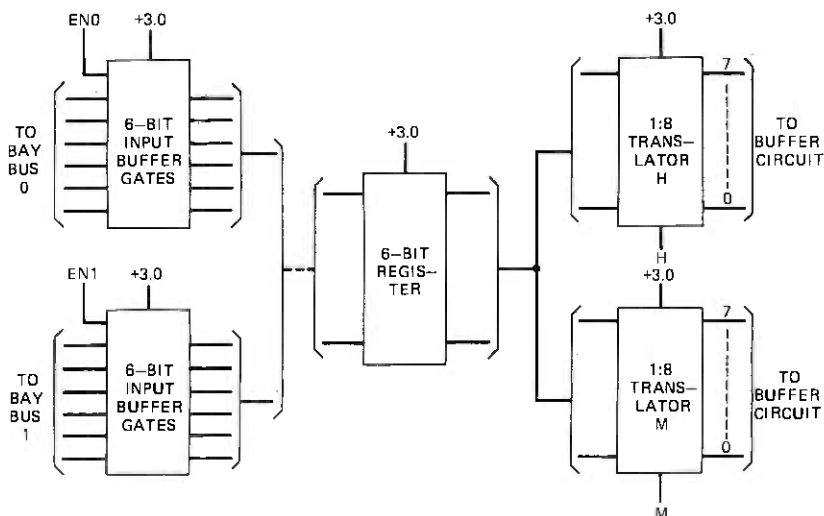 EN0
+3.0
TO
BAY
BUS
0
6–BIT
INPUT
BUFFER
GATES
EN1
+3.0
TO
BAY
BUS
1
6–BIT
INPUT
BUFFER
GATES
+3.0
6–BIT
REGIS–
TER
+3.0
1:8
TRANS–
LATOR
H
7
0
TO
BUFFER
CIRCUIT
H
+3.0
1:8
TRANS–
LATOR
M
7
0
TO
BUFFER
CIRCUIT
M